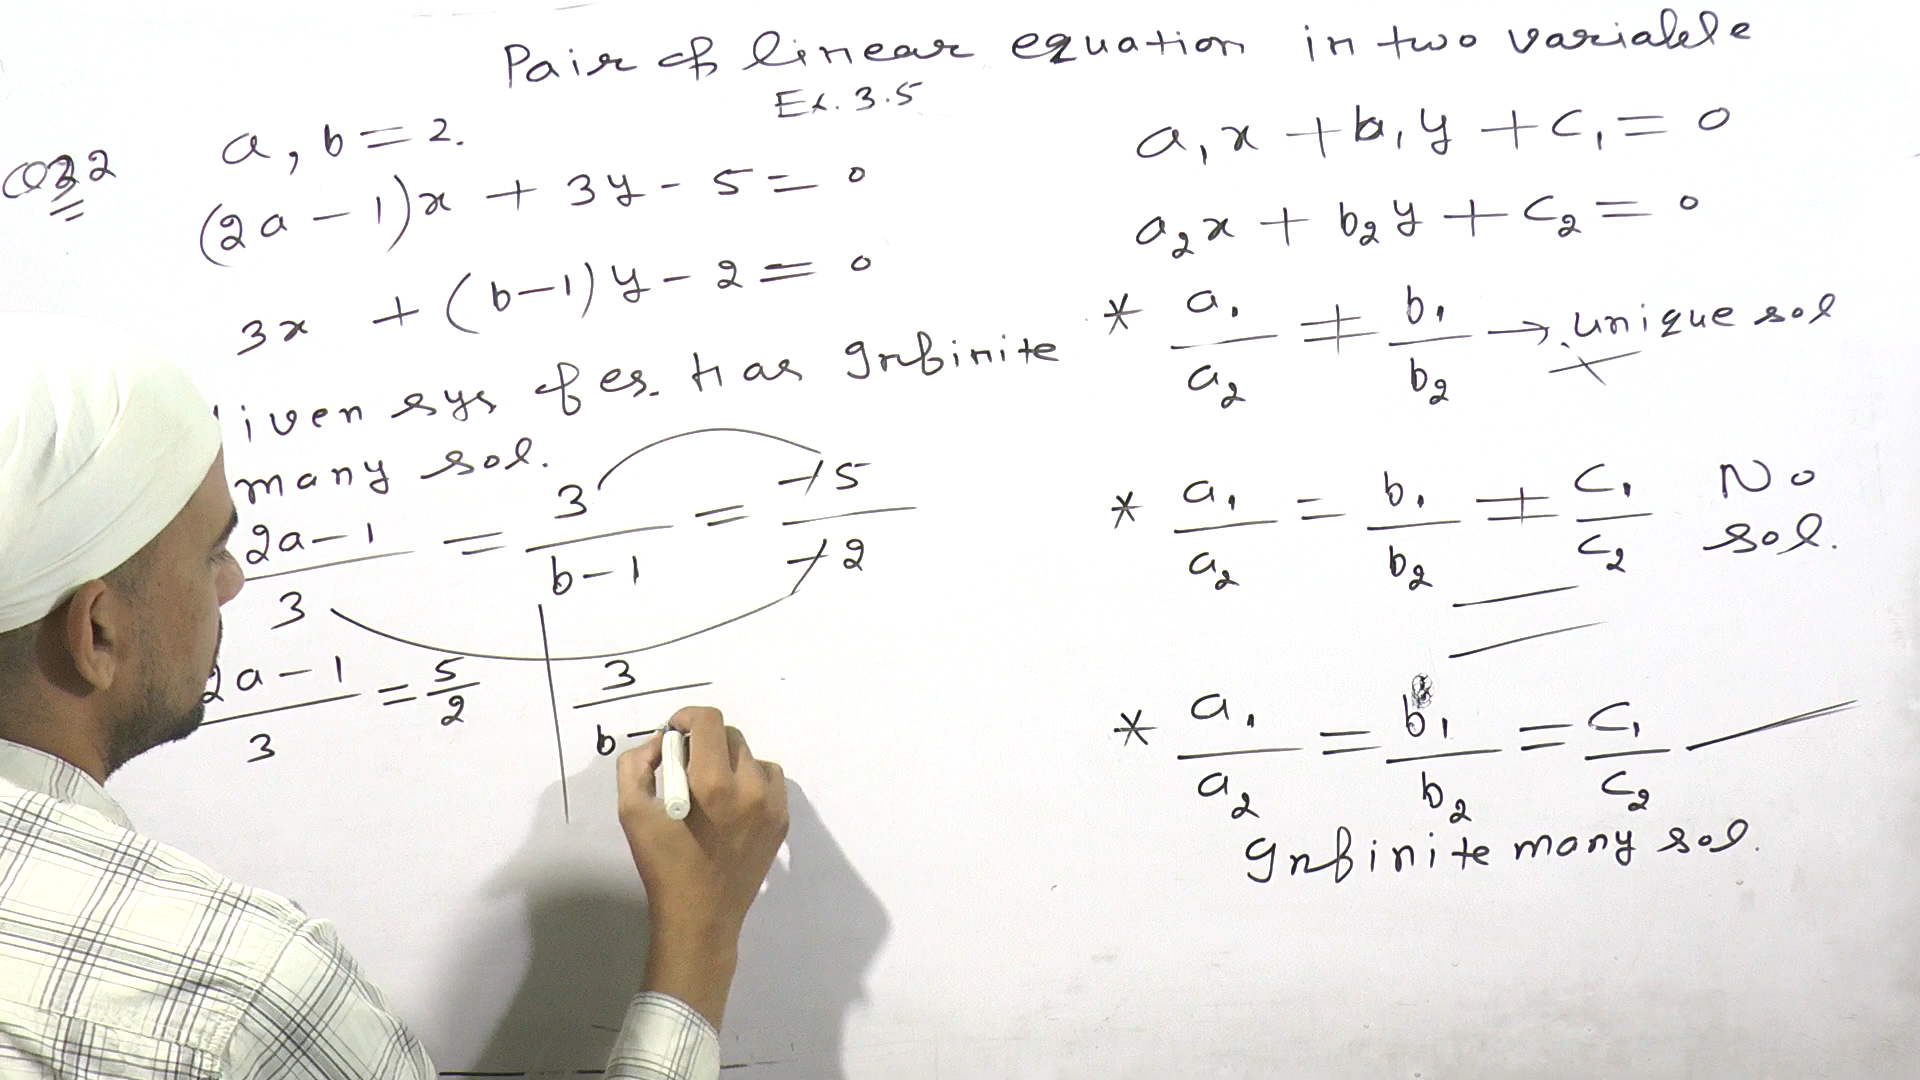 Pair of linear equation in two variable
Ex. 3.5
Q32
a, b = 2.
(2a - 1)x + 3y - 5 = 0
3x + (b-1)y - 2 = 0
iven sys of es. has Infinite
many sol.
2a-1/3 = 3/b-1 = -5/-2
2a-1/3 = 5/2
3/b-
a₁x + b₁y + c₁ = 0
a₂x + b₂y + c₂ = 0
* a₁/a₂ ≠ b₁/b₂ → unique sol
* a₁/a₂ = b₁/b₂ ≠ c₁/c₂ No sol.
* a₁/a₂ = b₁/b₂ = c₁/c₂
Infinite many sol.